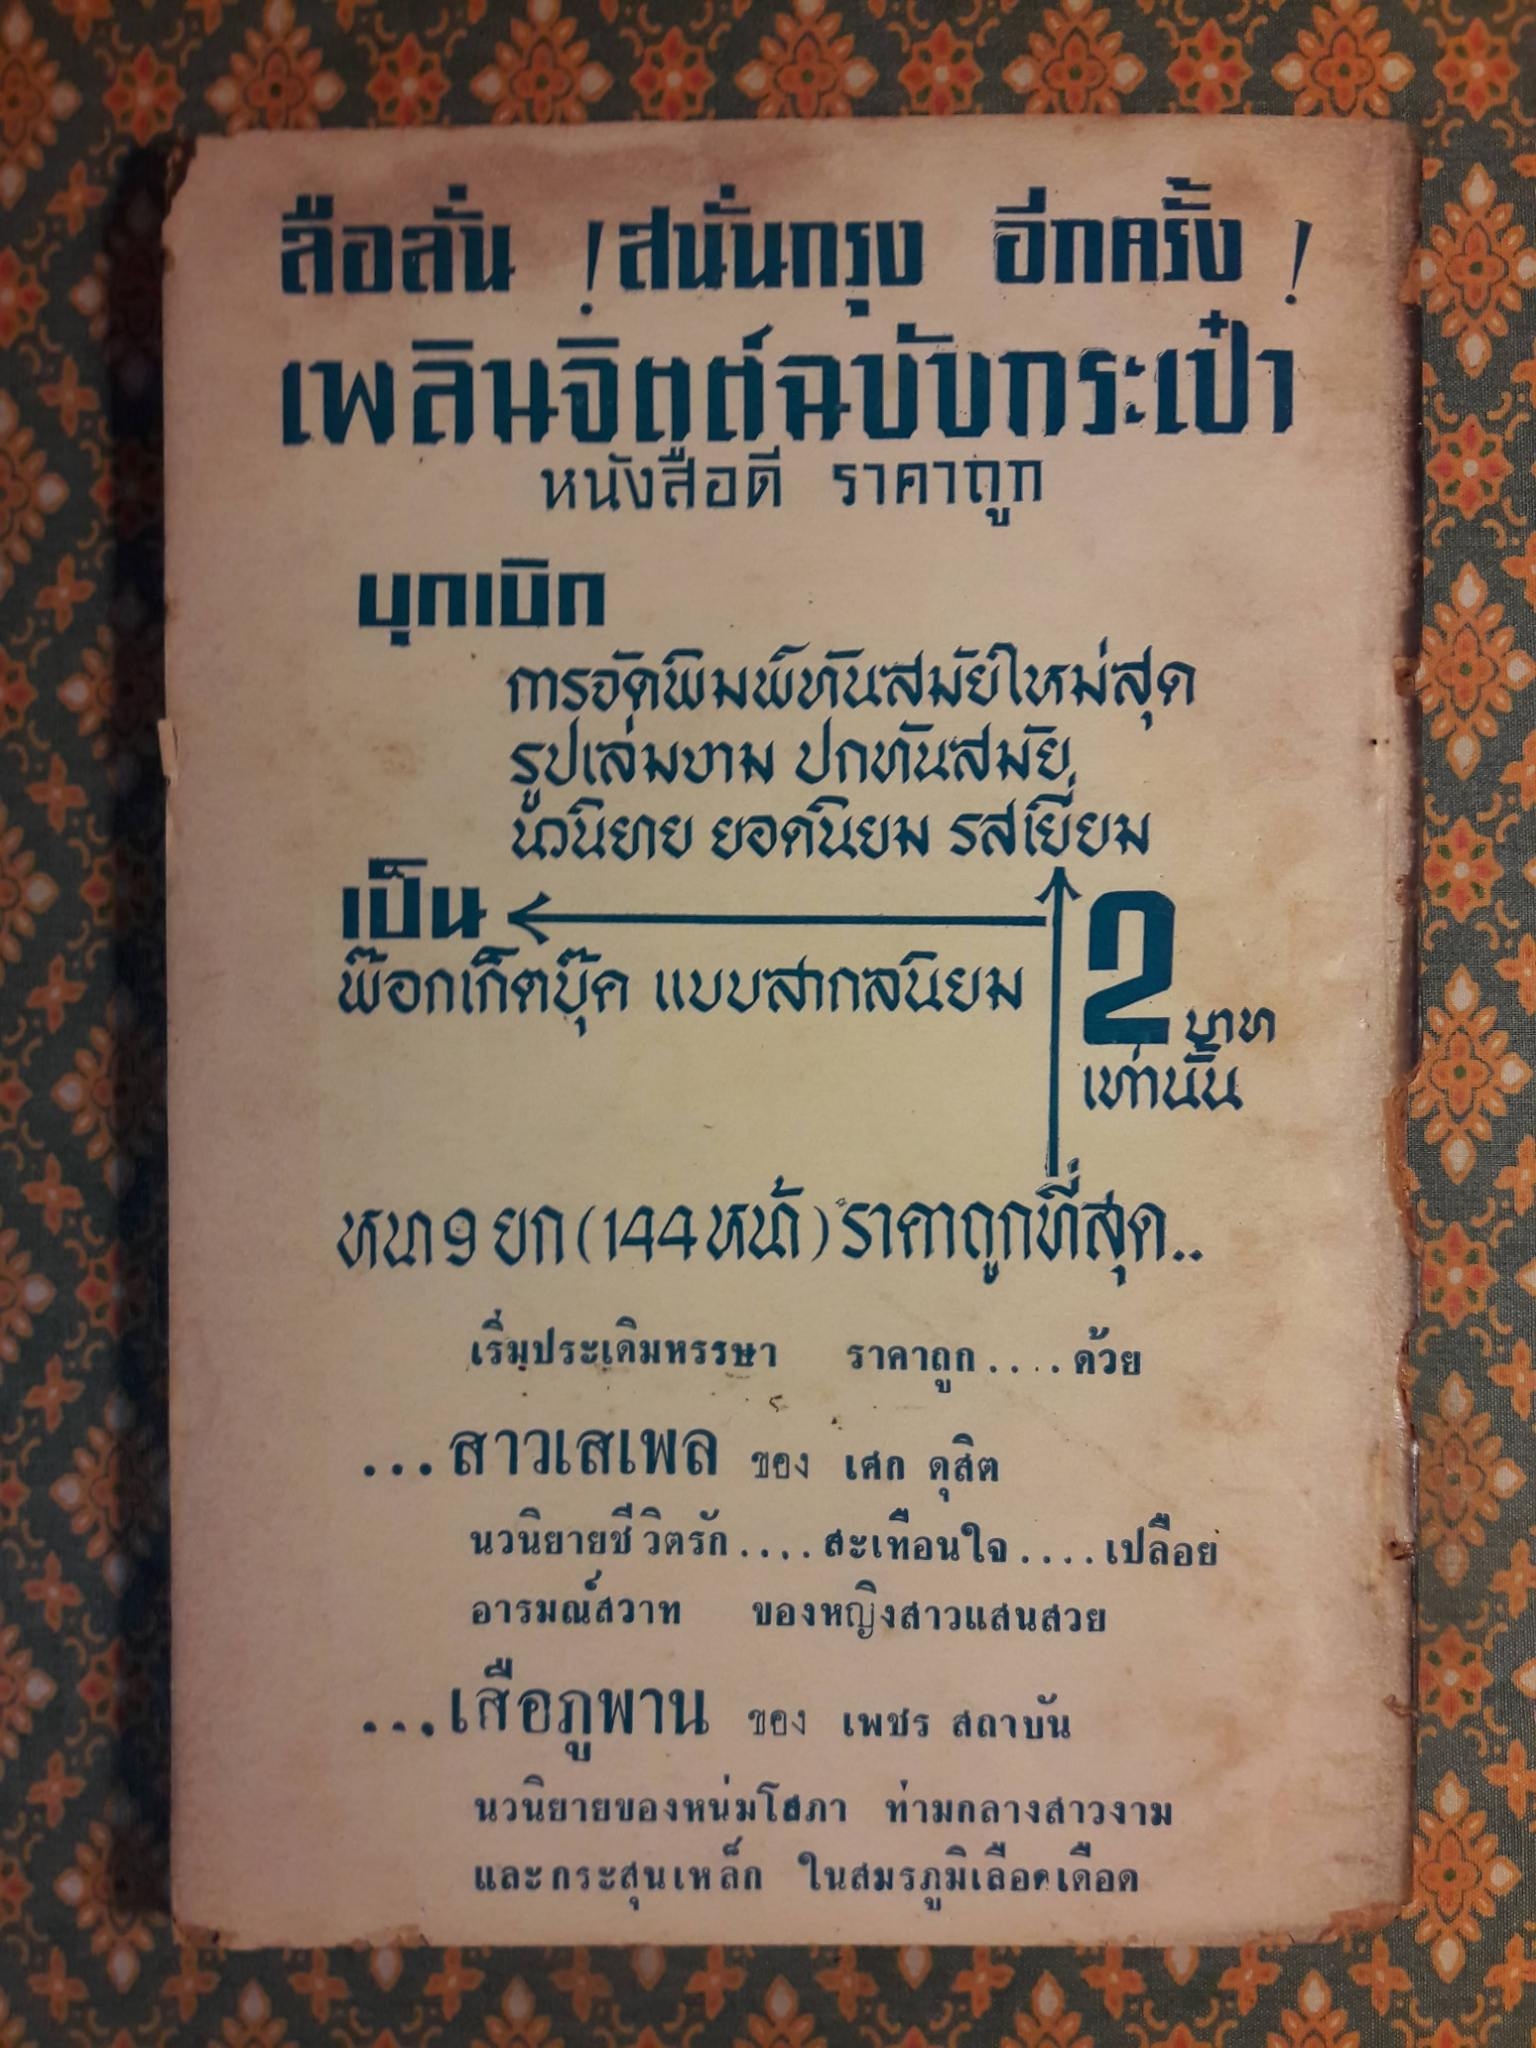 ลือลั่น ! สนั่นกรุง อีกครั้ง !
เพลินจิตต์ฉบับกระเป๋า
หนังสือดี ราคาถูก
บุกเบิก
การจัดพิมพ์ทันสมัยใหม่สุด
รูปเล่มงาม ปกทันสมัย
นวนิยาย ยอดนิยม รสเยี่ยม
เป็น
พ๊อกเก็ตบุ๊ค แบบสากลนิยม
2 บาท
เท่านั้น
หนา 9 ยก (144 หน้า) ราคาถูกที่สุด..
เริ่มประเดิมหรรษา ราคาถูก....ด้วย
...สาวเสเพล ของ เศก ดุสิต
นวนิยายชีวิตรัก....สะเทือนใจ....เปลือย
อารมณ์สวาท ของหญิงสาวแสนสวย
...เสือภูพาน ของ เพชร สถาบัน
นวนิยายของหนุ่มโสภา ท่ามกลางสาวงาม
และกระสุนเหล็ก ในสมรภูมิเลือดเดือด